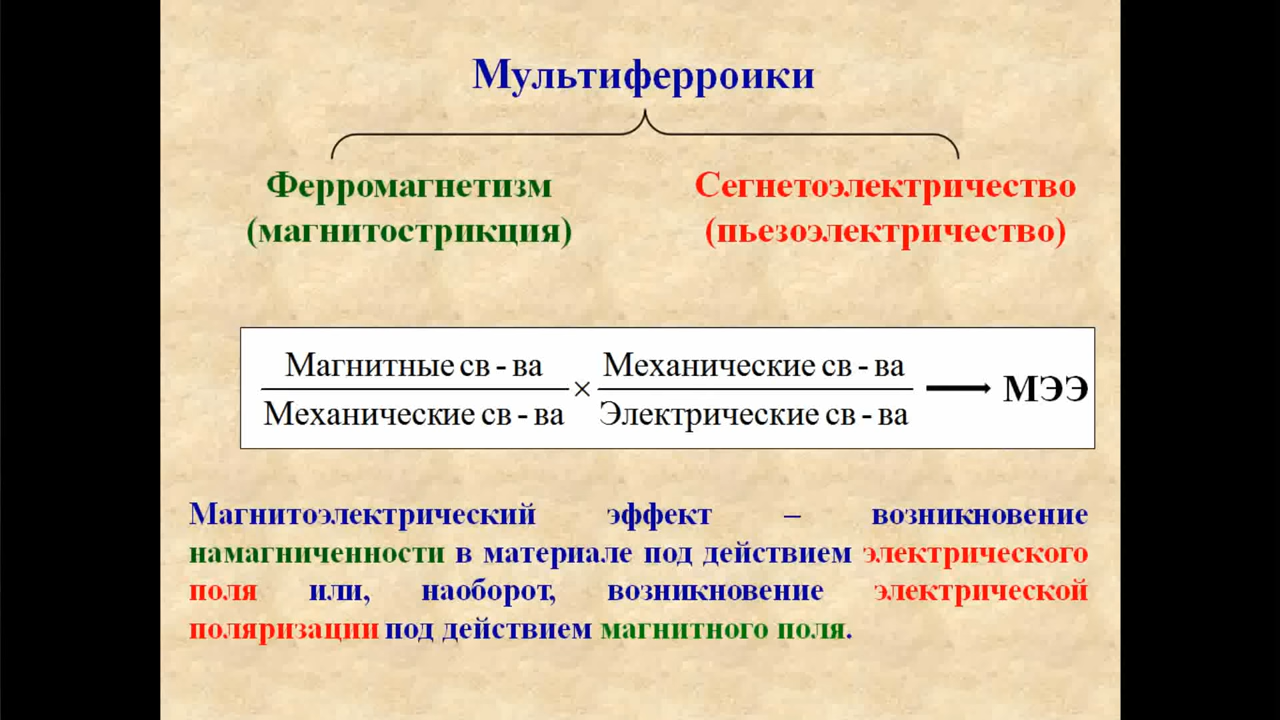 Мультиферроики
Ферромагнетизм Сегнетоэлектричество
(магнитострикция) (пьезоэлектричество)
Магнитные св - ва Механические св - ва
× МЭЭ
Механические св - ва Электрические св - ва
Магнитоэлектрический эффект – возникновение
намагниченности в материале под действием электрического
поля или, наоборот, возникновение электрической
поляризации под действием магнитного поля.